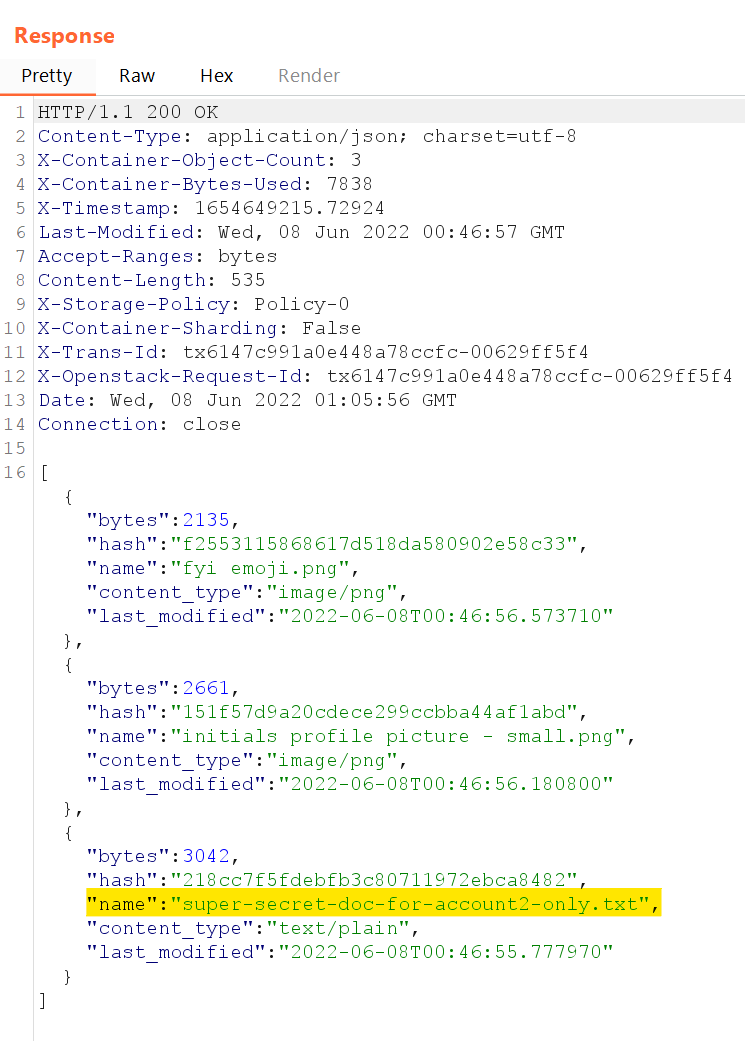 Response
Pretty Raw Hex Render
1 HTTP/1.1 200 OK
2 Content-Type: application/json; charset=utf-8
3 X-Container-Object-Count: 3
4 X-Container-Bytes-Used: 7838
5 X-Timestamp: 1654649215.72924
6 Last-Modified: Wed, 08 Jun 2022 00:46:57 GMT
7 Accept-Ranges: bytes
8 Content-Length: 535
9 X-Storage-Policy: Policy-0
10 X-Container-Sharding: False
11 X-Trans-Id: tx6147c991a0e448a78ccfc-00629ff5f4
12 X-Openstack-Request-Id: tx6147c991a0e448a78ccfc-00629ff5f4
13 Date: Wed, 08 Jun 2022 01:05:56 GMT
14 Connection: close
15
16 [
{
"bytes":2135,
"hash":"f2553115868617d518da580902e58c33",
"name":"fyi emoji.png",
"content_type":"image/png",
"last_modified":"2022-06-08T00:46:56.573710"
},
{
"bytes":2661,
"hash":"151f57d9a20cdece299ccbba44af1abd",
"name":"initials profile picture - small.png",
"content_type":"image/png",
"last_modified":"2022-06-08T00:46:56.180800"
},
{
"bytes":3042,
"hash":"218cc7f5fdebfb3c80711972ebca8482",
"name":"super-secret-doc-for-account2-only.txt",
"content_type":"text/plain",
"last_modified":"2022-06-08T00:46:55.777970"
}
]